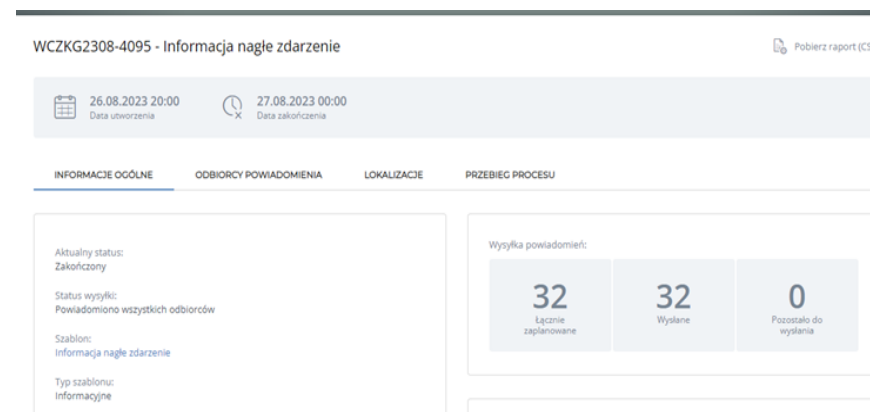 WCZKG2308-4095 - Informacja nagłe zdarzenie
Pobierz raport (CS
26.08.2023 20:00
Data utworzenia
27.08.2023 00:00
Data zakończenia
INFORMACJE OGÓLNE
ODBIORCY POWIADOMIENIA
LOKALIZACJE
PRZEBIEG PROCESU
Aktualny status:
Zakończony
Status wysyłki:
Powiadomiono wszystkich odbiorców
Szablon:
Informacja nagłe zdarzenie
Typ szablonu:
Informacyjne
Wysyłka powiadomień:
32
Łącznie
zaplanowane
32
Wysłane
0
Pozostało do
wysłania